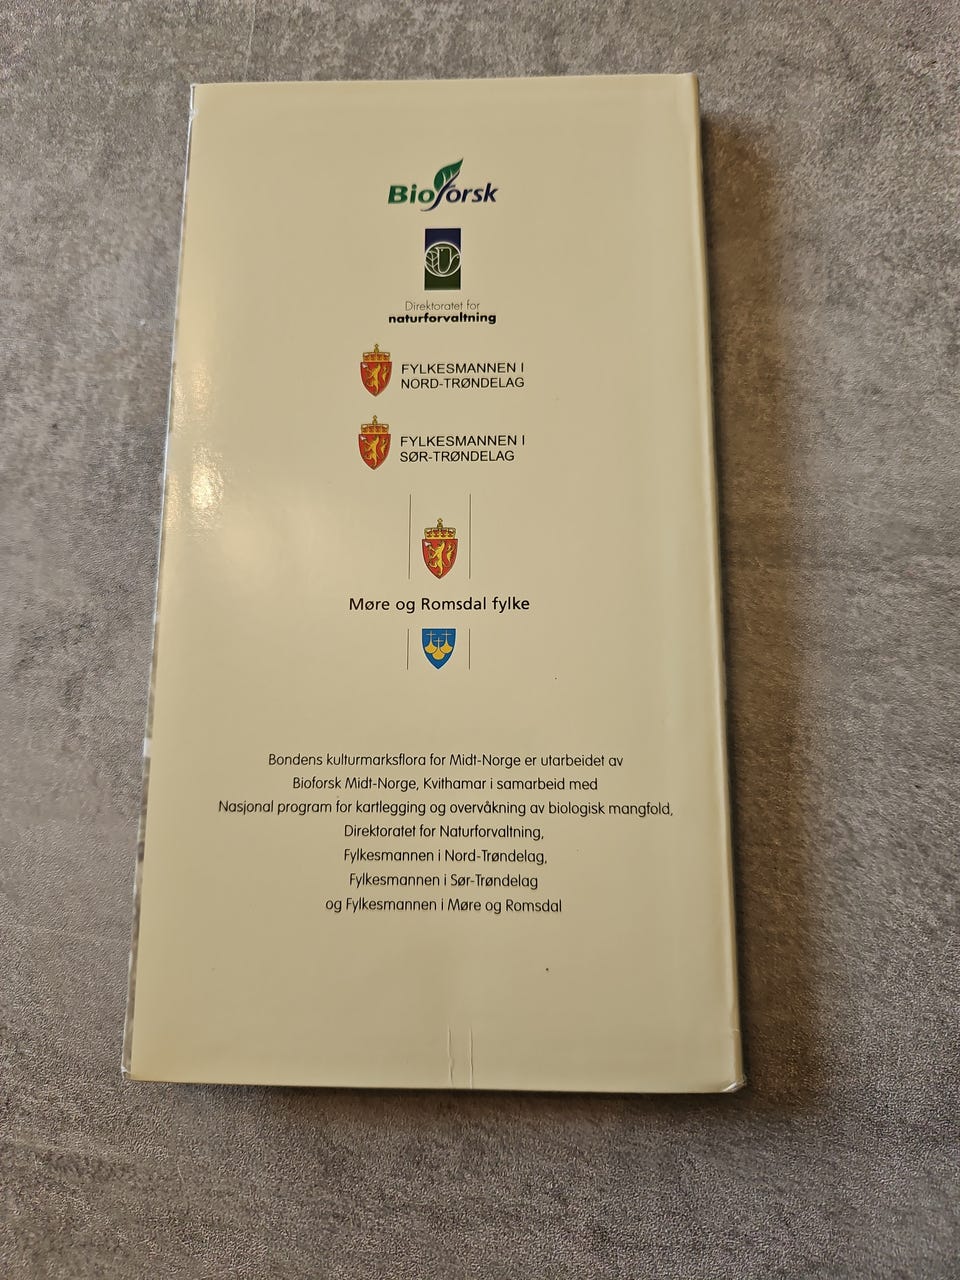 Bioforsk
Direktoratet for
naturforvaltning
FYLKESMANNEN I
NORD-TRØNDELAG
FYLKESMANNEN I
SØR-TRØNDELAG
Møre og Romsdal fylke
Bondens kulturmarksflora for Midt-Norge er utarbeidet av
Bioforsk Midt-Norge, Kvithamar i samarbeid med
Nasjonal program for kartlegging og overvåkning av biologisk mangfold,
Direktoratet for Naturforvaltning,
Fylkesmannen i Nord-Trøndelag,
Fylkesmannen i Sør-Trøndelag
og Fylkesmannen i Møre og Romsdal